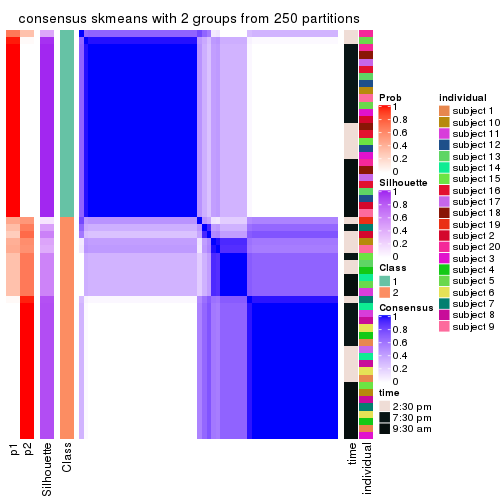 consensus skmeans with 2 groups from 250 partitions
p1
p2
Silhouette
Class
time
individual
Prob
1
0.8
0.6
0.4
0.2
0
Silhouette
1
0.8
0.6
0.4
0.2
0
Class
1
2
Consensus
1
0.8
0.6
0.4
0.2
0
time
2:30 pm
7:30 pm
9:30 am
individual
subject 1
subject 10
subject 11
subject 12
subject 13
subject 14
subject 15
subject 16
subject 17
subject 18
subject 19
subject 2
subject 20
subject 3
subject 4
subject 5
subject 6
subject 7
subject 8
subject 9